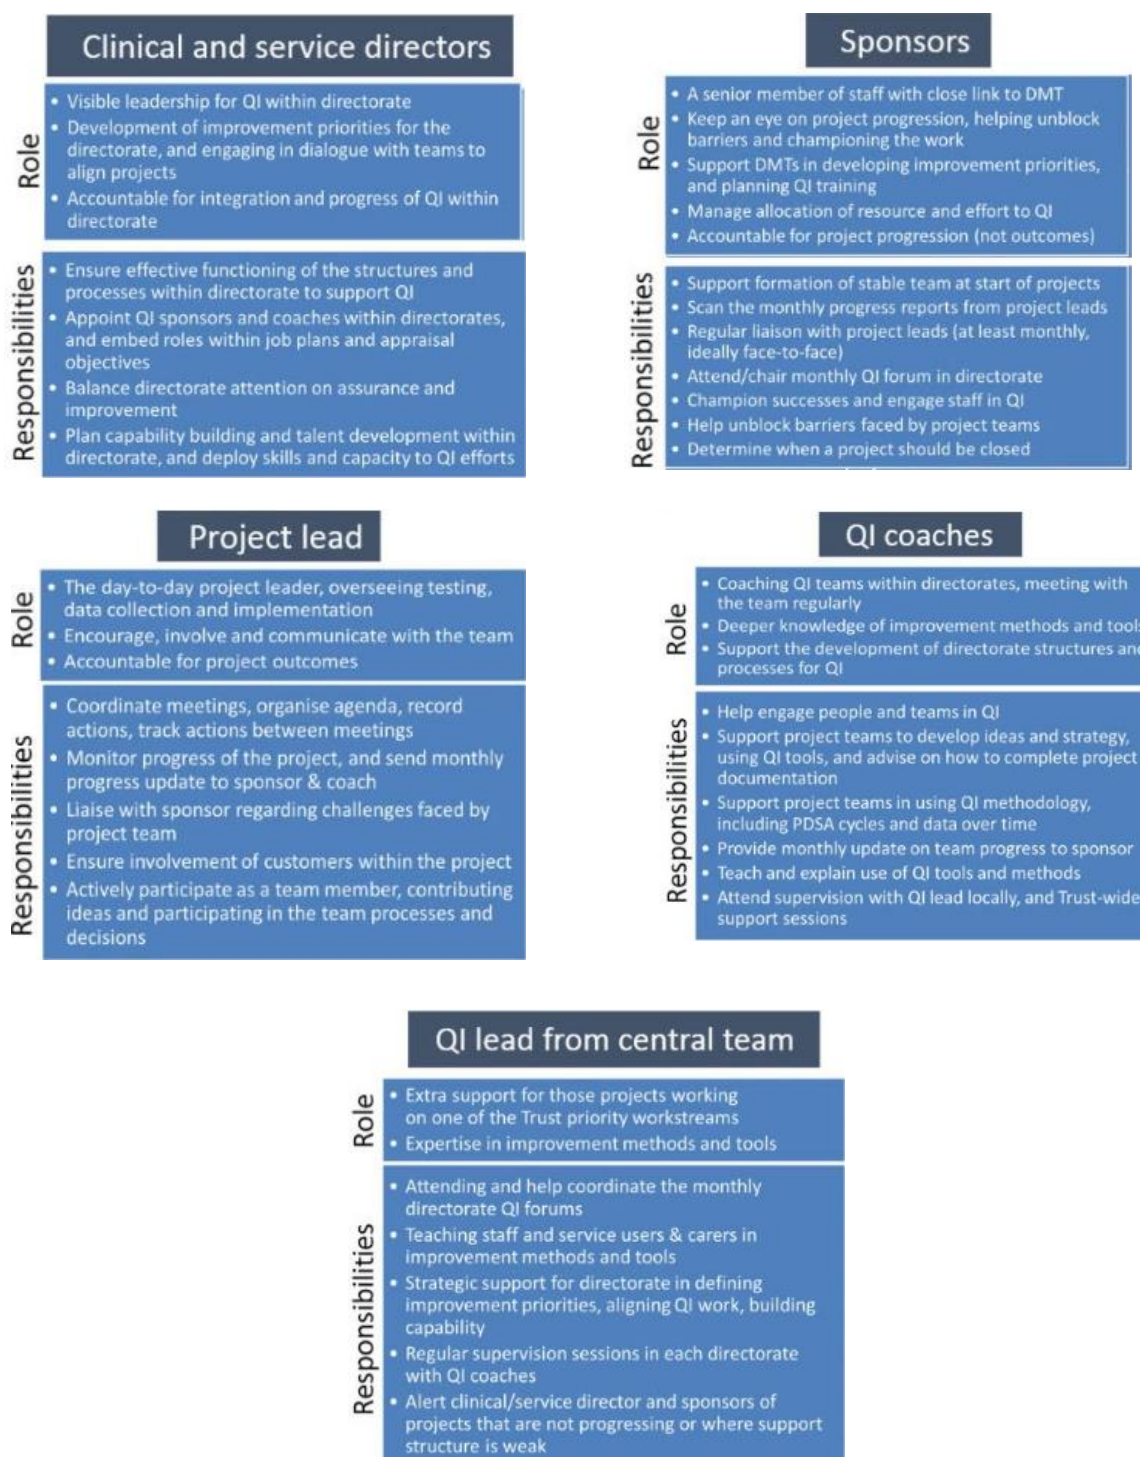 Clinical and service directors
Role
• Visible leadership for QI within directorate
• Development of improvement priorities for the
directorate, and engaging in dialogue with teams to
align projects
• Accountable for integration and progress of QI within
directorate
Responsibilities
• Ensure effective functioning of the structures and
processes within directorate to support QI
• Appoint QI sponsors and coaches within directorates,
and embed roles within job plans and appraisal
objectives
• Balance directorate attention on assurance and
improvement
• Plan capability building and talent development within
directorate, and deploy skills and capacity to QI efforts
Sponsors
Role
• A senior member of staff with close link to DMT
• Keep an eye on project progression, helping unblock
barriers and championing the work
• Support DMTs in developing improvement priorities,
and planning QI training
• Manage allocation of resource and effort to QI
• Accountable for project progression (not outcomes)
Responsibilities
• Support formation of stable team at start of projects
• Scan the monthly progress reports from project leads
• Regular liaison with project leads (at least monthly,
ideally face-to-face)
• Attend/chair monthly QI forum in directorate
• Champion successes and engage staff in QI
• Help unblock barriers faced by project teams
• Determine when a project should be closed
Project lead
Role
• The day-to-day project leader, overseeing testing,
data collection and implementation
• Encourage, involve and communicate with the team
• Accountable for project outcomes
Responsibilities
• Coordinate meetings, organise agenda, record
actions, track actions between meetings
• Monitor progress of the project, and send monthly
progress update to sponsor & coach
• Liaise with sponsor regarding challenges faced by
project team
• Ensure involvement of customers within the project
• Actively participate as a team member, contributing
ideas and participating in the team processes and
decisions
QI coaches
Role
• Coaching QI teams within directorates, meeting with
the team regularly
• Deeper knowledge of improvement methods and tools
• Support the development of directorate structures and
processes for QI
Responsibilities
• Help engage people and teams in QI
• Support project teams to develop ideas and strategy,
using QI tools, and advise on how to complete project
documentation
• Support project teams in using QI methodology,
including PDSA cycles and data over time
• Provide monthly update on team progress to sponsor
• Teach and explain use of QI tools and methods
• Attend supervision with QI lead locally, and Trust-wide
support sessions
QI lead from central team
Role
• Extra support for those projects working
on one of the Trust priority workstreams
• Expertise in improvement methods and tools
Responsibilities
• Attending and help coordinate the monthly
directorate QI forums
• Teaching staff and service users & carers in
improvement methods and tools
• Strategic support for directorate in defining
improvement priorities, aligning QI work, building
capability
• Regular supervision sessions in each directorate
with QI coaches
• Alert clinical/service director and sponsors of
projects that are not progressing or where support
structure is weak